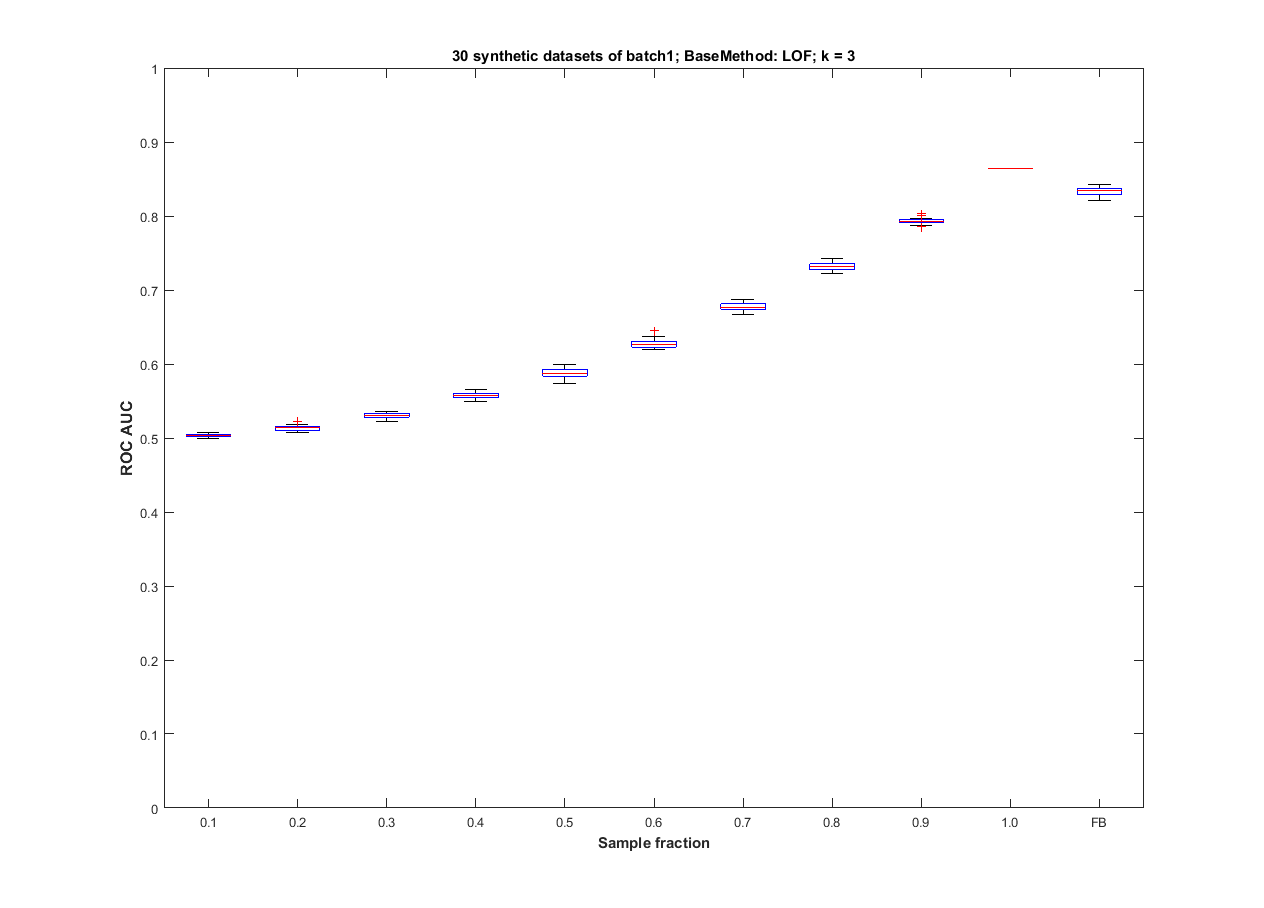 30 synthetic datasets of batch1; BaseMethod: LOF; k = 3
1
0.9
0.8
0.7
0.6
0.5
0.4
0.3
0.2
0.1
0
ROC AUC
0.1 0.2 0.3 0.4 0.5 0.6 0.7 0.8 0.9 1.0 FB
Sample fraction